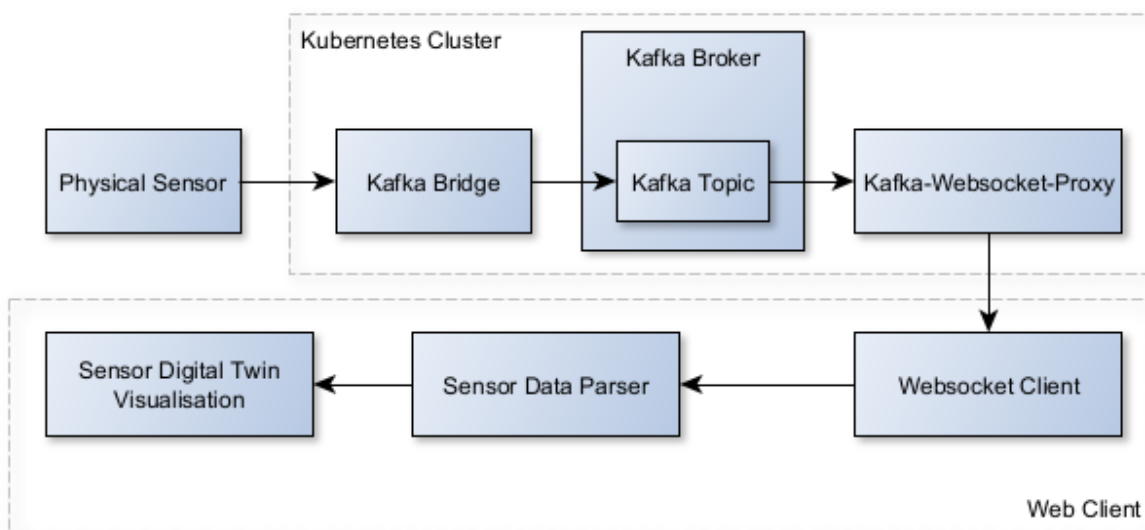 Kubernetes Cluster
Kafka Broker
Physical Sensor
Kafka Bridge
Kafka Topic
Kafka-Websocket-Proxy
Sensor Digital Twin
Visualisation
Sensor Data Parser
Websocket Client
Web Client